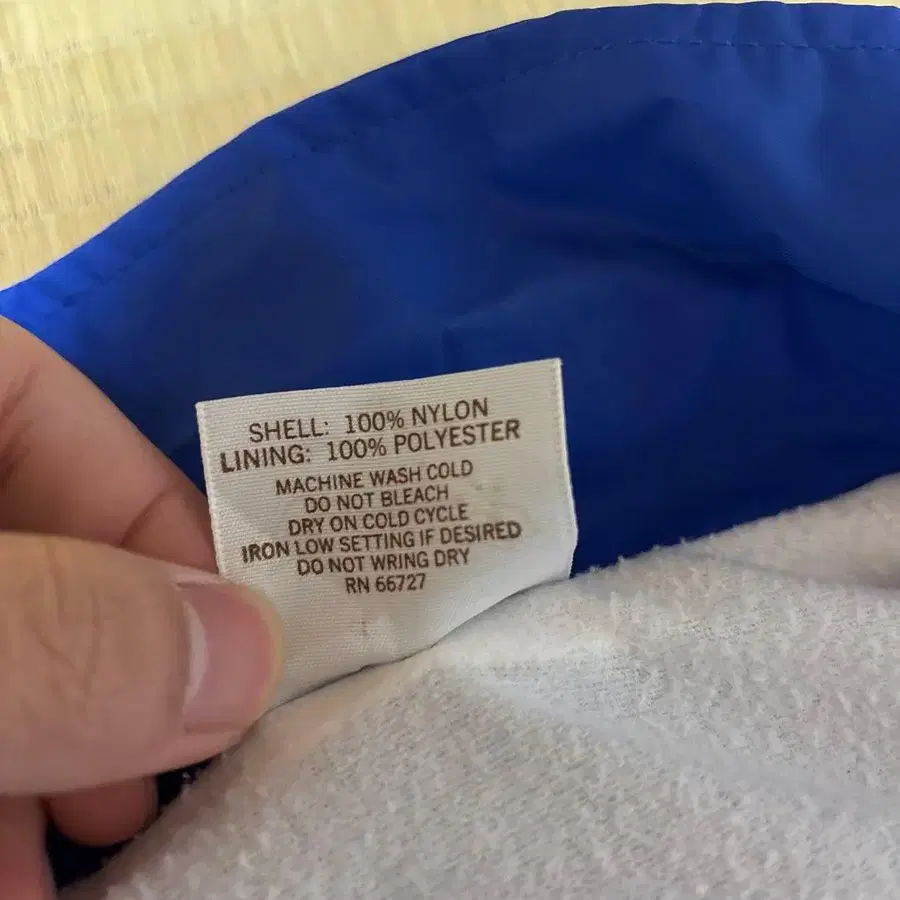 SHELL: 100% NYLON
LINING: 100% POLYESTER
MACHINE WASH COLD
DO NOT BLEACH
DRY ON COLD CYCLE
IRON LOW SETTING IF DESIRED
DO NOT WRING DRY
RN 66727